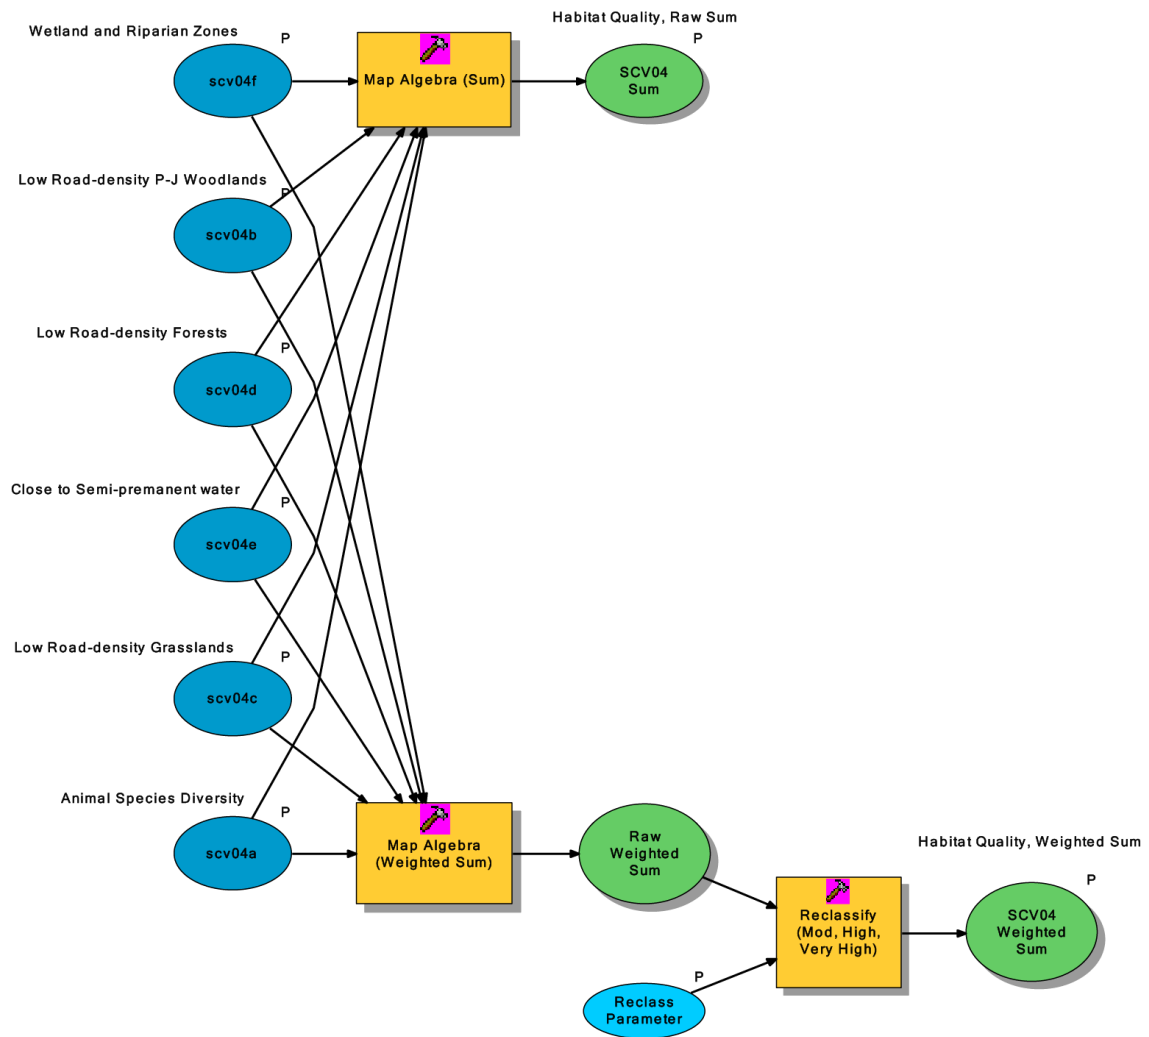 Habitat Quality, Raw Sum
Wetland and Riparian Zones
P
P
scv04f
Map Algebra (Sum)
SCV04
Sum
Low Road-density P-J Woodlands
P
scv04b
Low Road-density Forests
P
scv04d
Close to Semi-premanent water
P
scv04e
Low Road-density Grasslands
P
scv04c
Animal Species Diversity
P
scv04a
Map Algebra
(Weighted Sum)
Raw
Weighted
Sum
Habitat Quality, Weighted Sum
P
Reclassify
(Mod, High,
Very High)
SCV04
Weighted
Sum
P
Reclass
Parameter